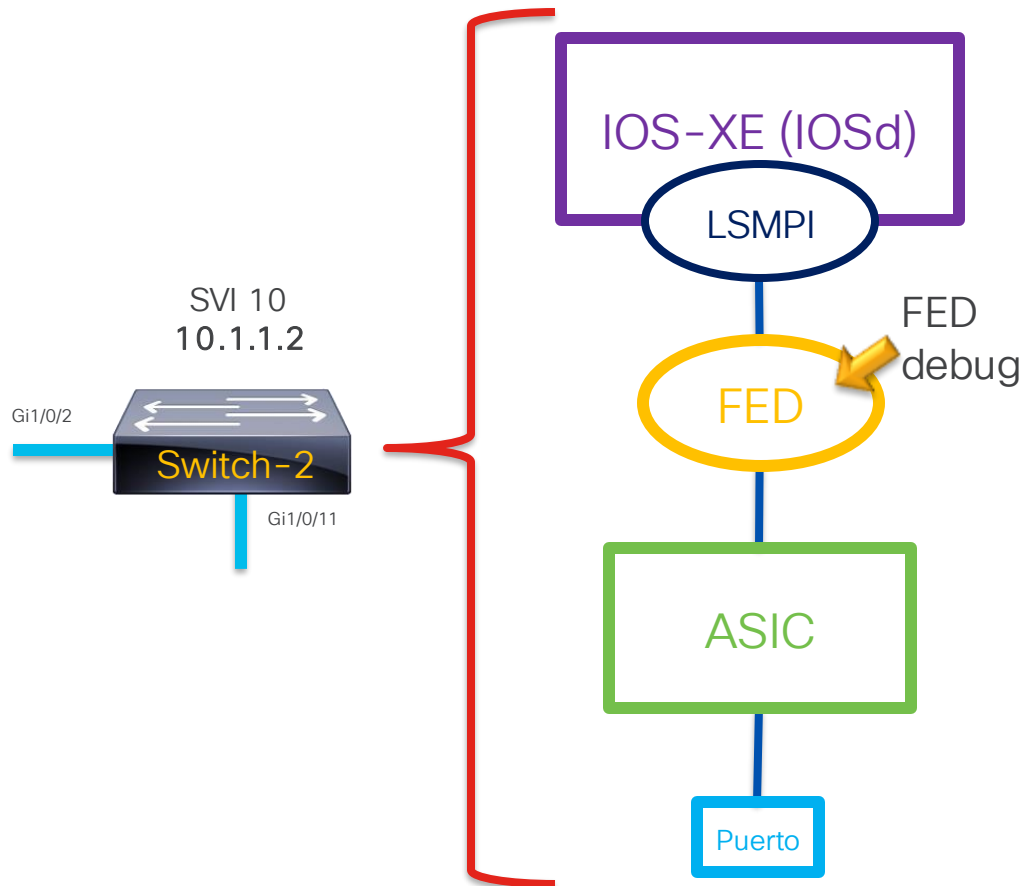 IOS-XE (IOSd)
LSMPI
SVI 10
10.1.1.2
FED
debug
FED
Gi1/0/2
Switch-2
Gi1/0/11
ASIC
Puerto